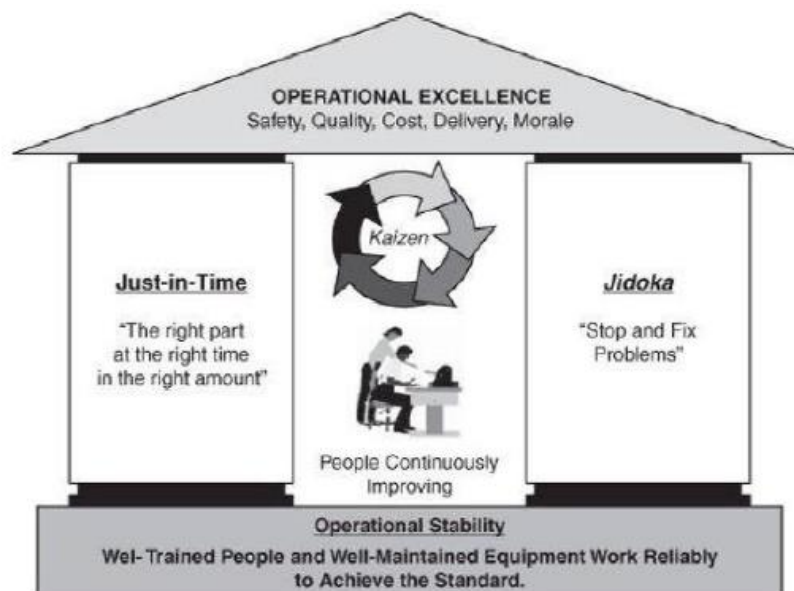 OPERATIONAL EXCELLENCE
Safety, Quality, Cost, Delivery, Morale
Kaizen
Just-in-Time
“The right part
at the right time
in the right amount”
Jidoka
“Stop and Fix
Problems”
People Continuously
Improving
Operational Stability
Wel- Trained People and Well-Maintained Equipment Work Reliably
to Achieve the Standard.